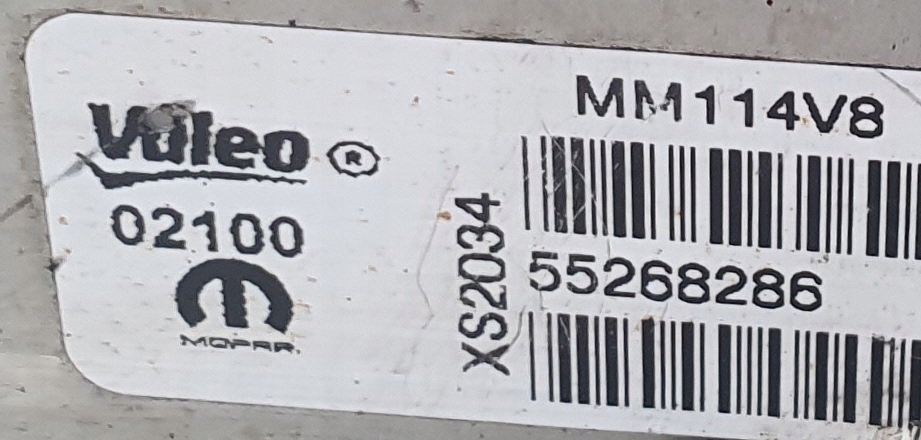 Valeo ®
02100
MOPAR.
XS2034
MM114V8
55268286